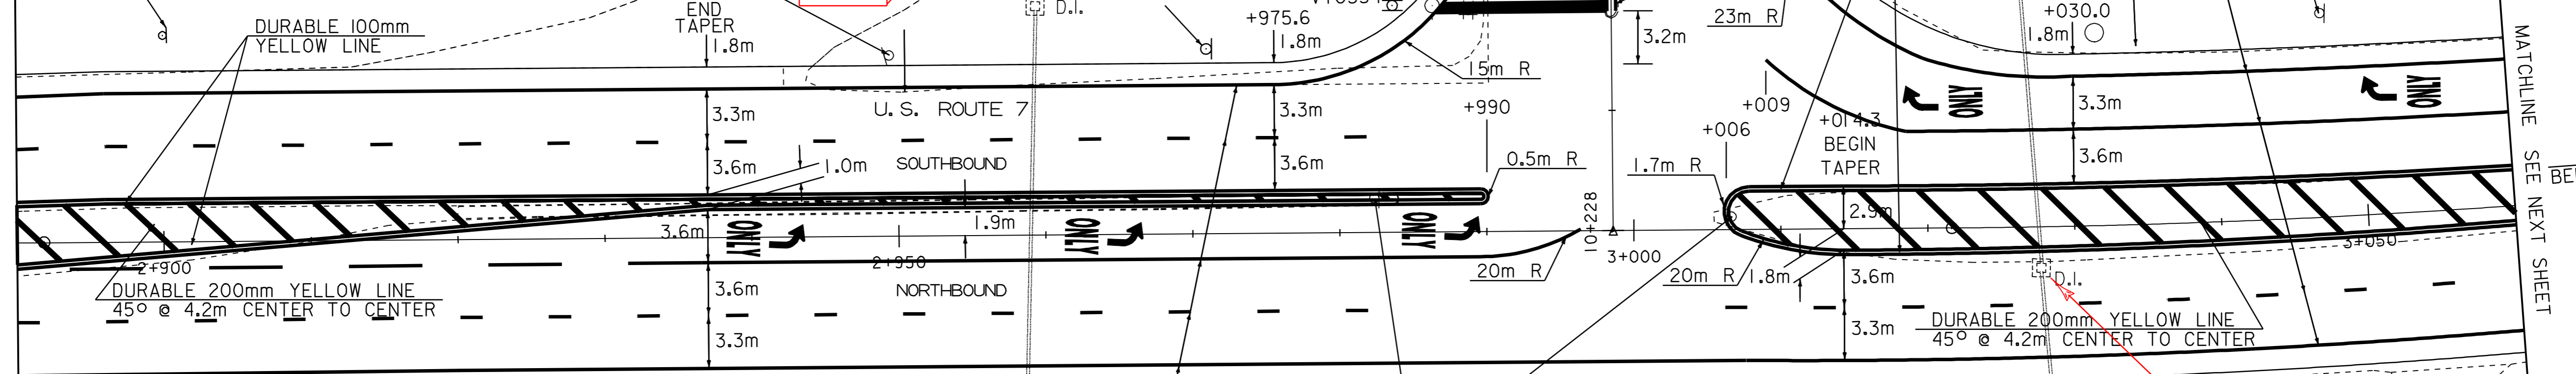 DURABLE 100mm
YELLOW LINE
END
TAPER
1.8m
D.I.
+975.6
1.8m
3.2m
15m R
23m R
+030.0
1.8m
MATCHLINE SEE NEXT SHEET
3.3m
U.S. ROUTE 7
3.3m
+990
+009
ONLY
3.3m
ONLY
+006
+014.3
BEGIN
TAPER
3.6m
1.0m
SOUTHBOUND
3.6m
0.5m R
1.7m R
3.6m
3.6m
ONLY
ONLY
1.9m
ONLY
10+228
2.9m
2+900
2+950
3+000
3+050
20m R
20m R
1.8m
3.6m
D.I.
DURABLE 200mm YELLOW LINE
45° @ 4.2m CENTER TO CENTER
3.6m
NORTHBOUND
3.3m
3.3m
DURABLE 200mm YELLOW LINE
45° @ 4.2m CENTER TO CENTER